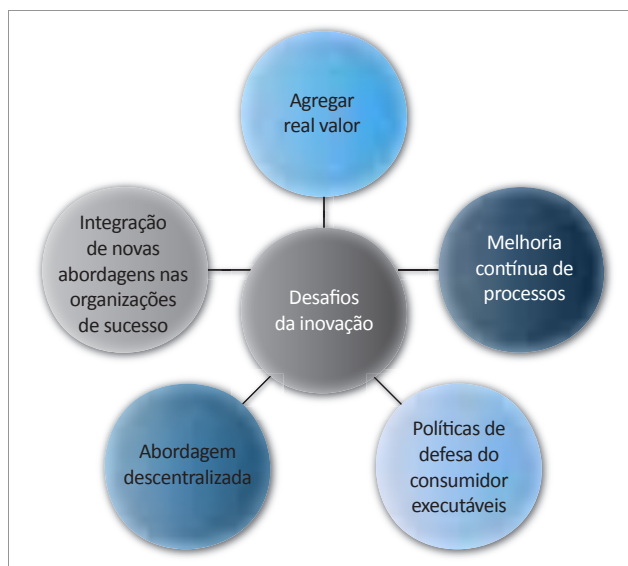 Agregar
real valor
Integração
de novas
abordagens nas
organizações
de sucesso
Melhoria
contínua de
processos
Desafios
da inovação
Abordagem
descentralizada
Políticas de
defesa do
consumidor
executáveis